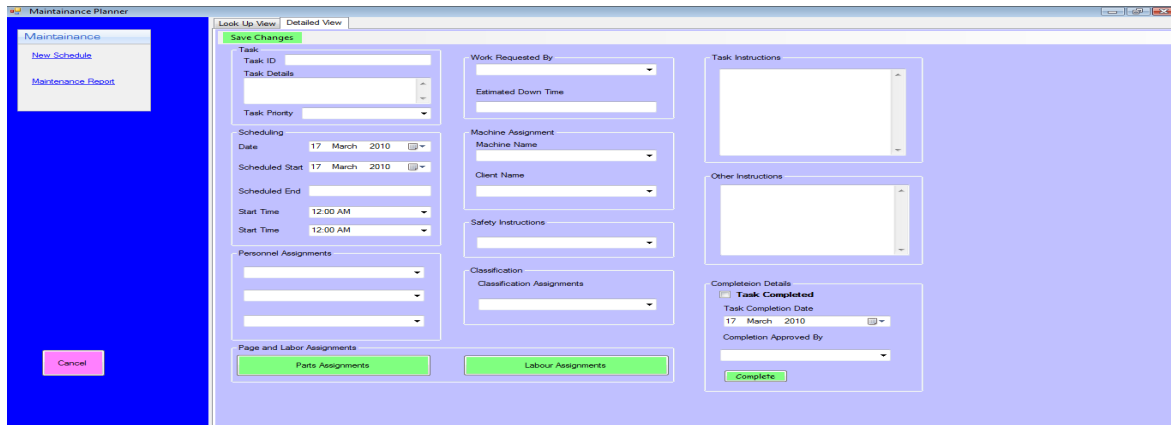 Maintainance Planner
Maintainance
New Schedule
Maintenance Report
Cancel
Look Up View Detailed View
Save Changes
Task
Task ID
Task Details
Task Priority
Scheduling
Date 17 March 2010
Scheduled Start 17 March 2010
Scheduled End
Start Time 12:00 AM
Start Time 12:00 AM
Personnel Assignments
Page and Labor Assignments
Parts Assignments
Labour Assignments
Work Requested By
Estimated Down Time
Machine Assignment
Machine Name
Client Name
Safety Instructions
Classification
Classification Assignments
Task Instructions
Other Instructions
Completeion Details
Task Completed
Task Completion Date
17 March 2010
Completion Approved By
Complete